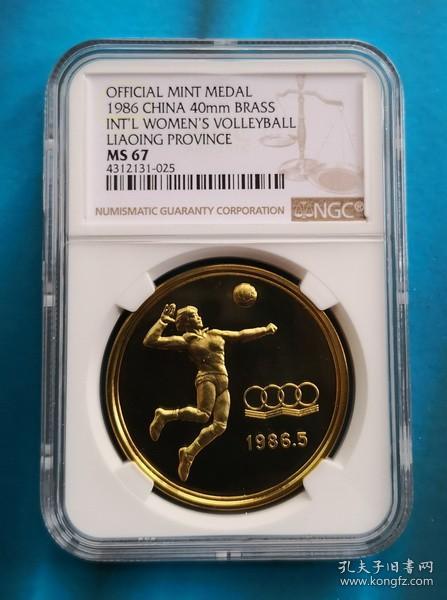 OFFICIAL MINT MEDAL
1986 CHINA 40mm BRASS
INT'L WOMEN'S VOLLEYBALL
LIAOING PROVINCE
MS 67
4312131-025
NUMISMATIC GUARANTY CORPORATION
NGC
1986.5
孔夫子旧书网
www.kongfz.com